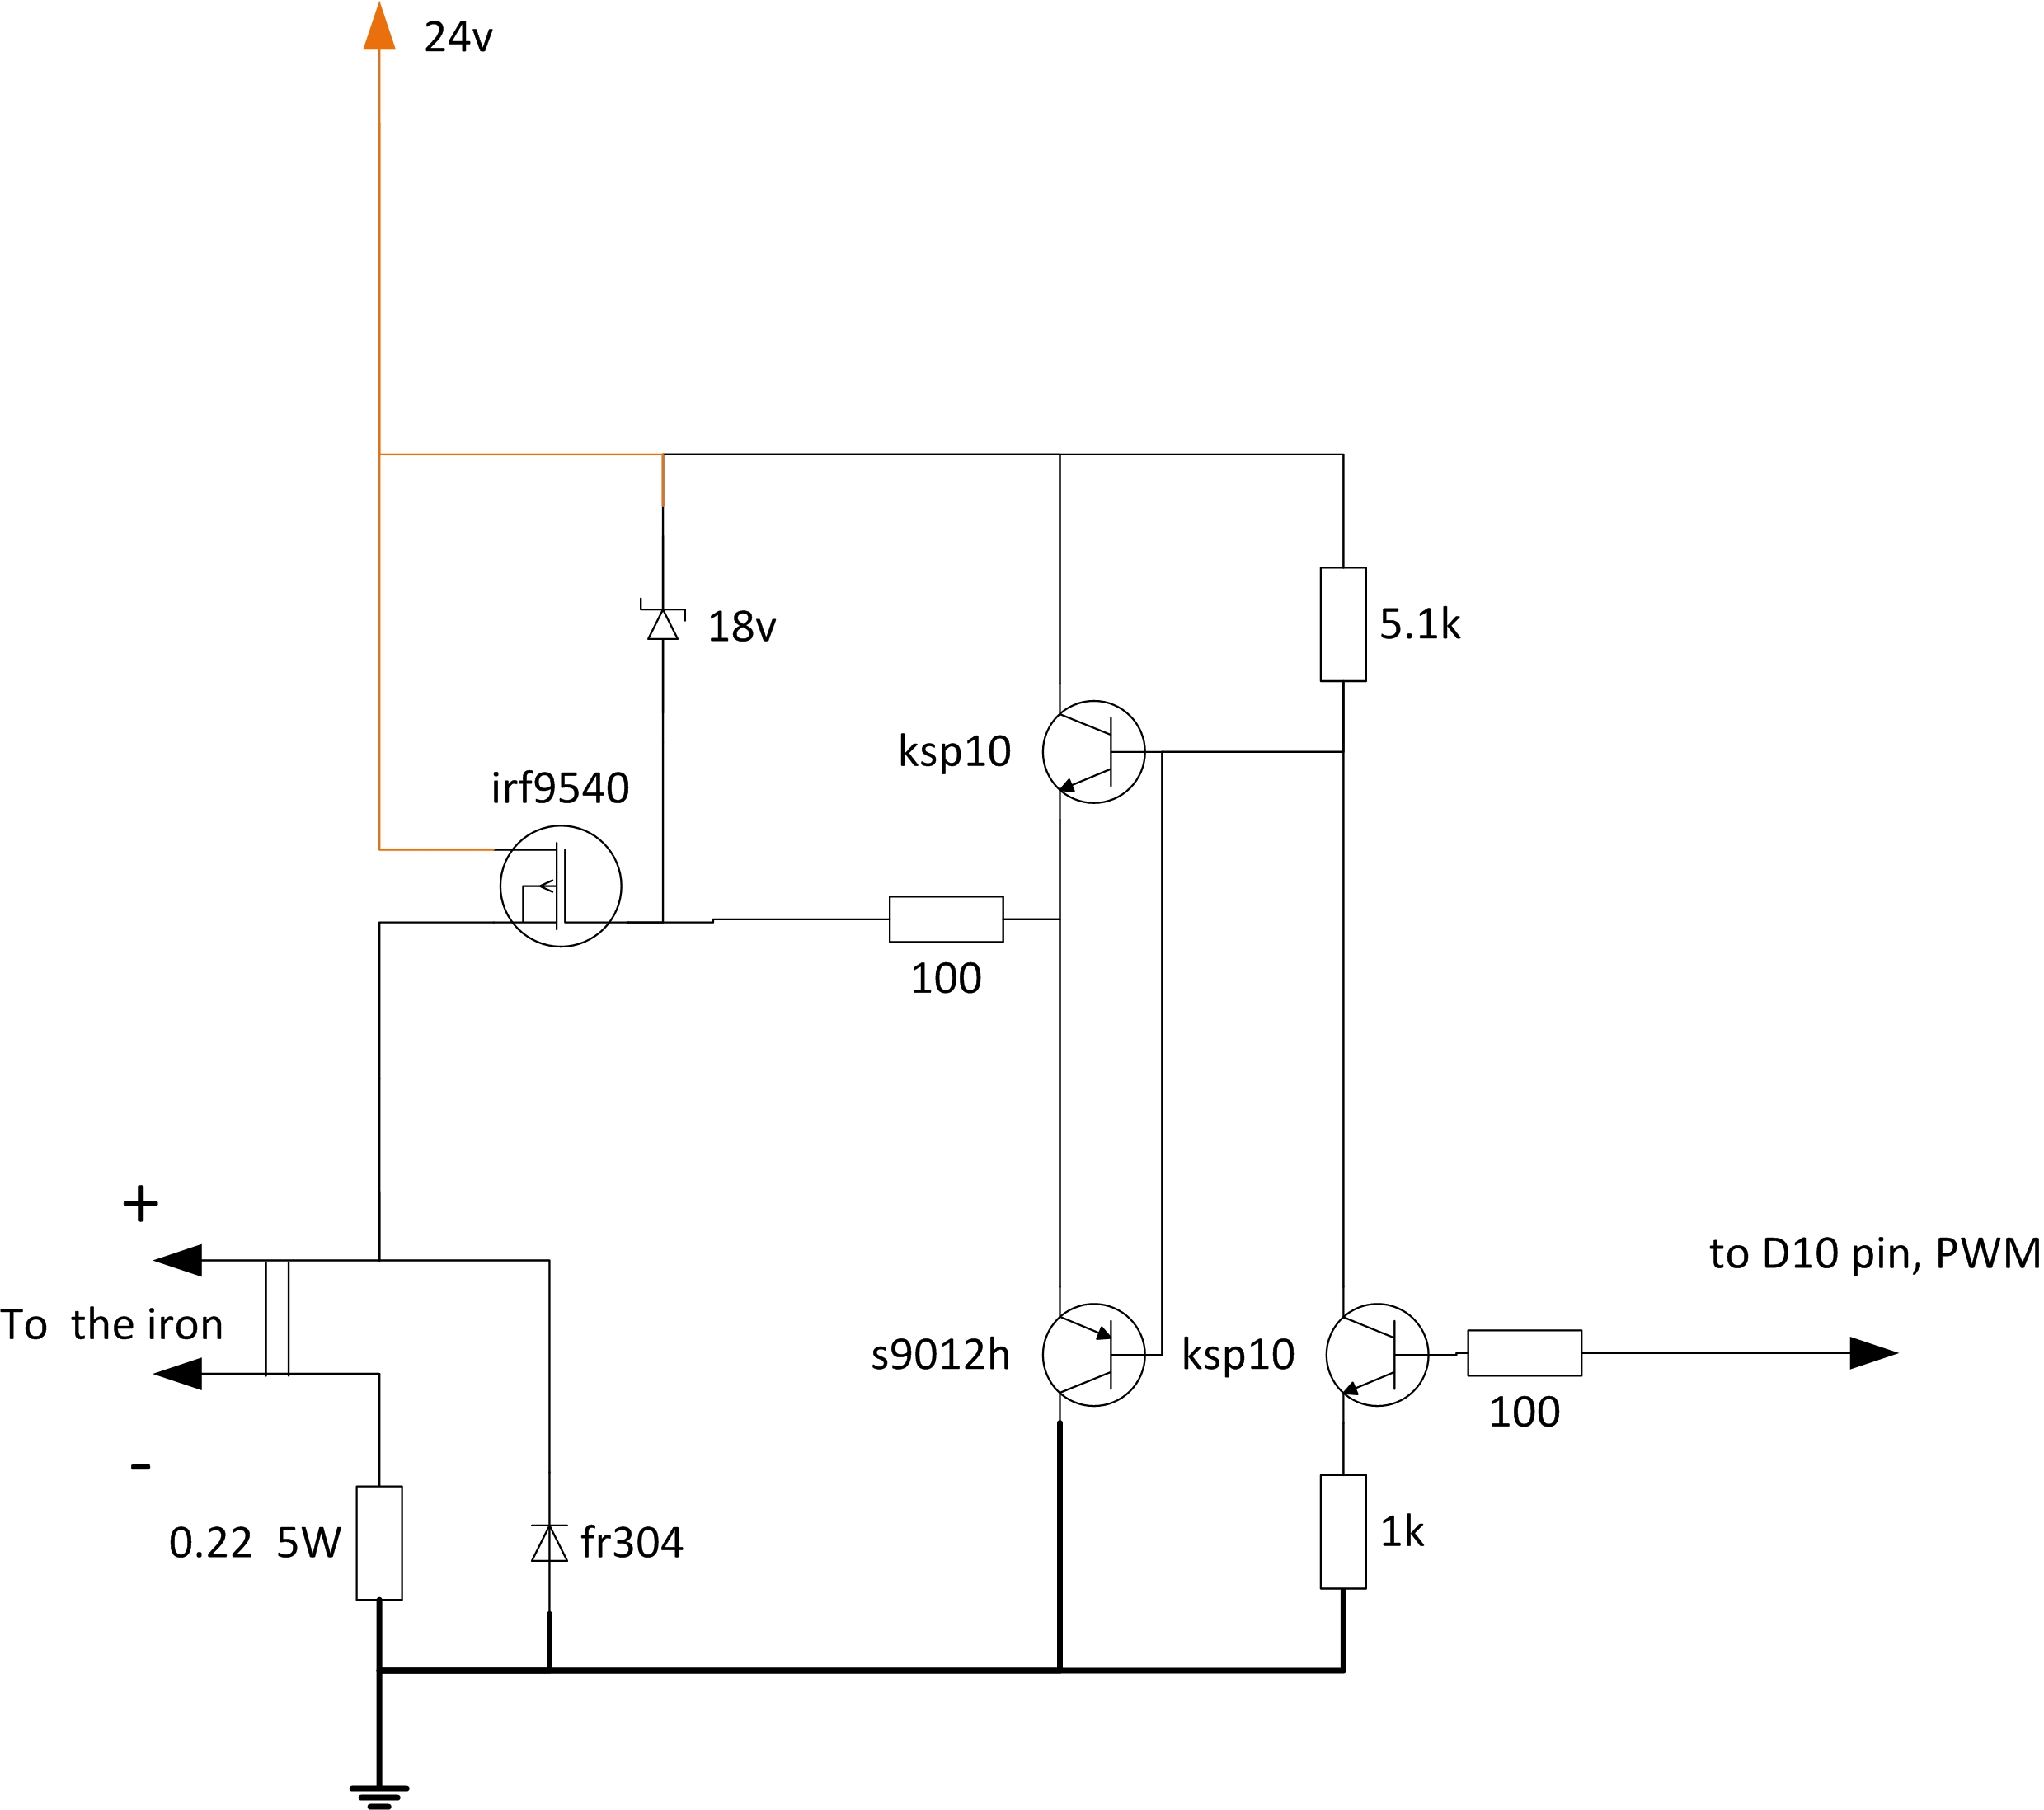 24v
18v
5.1k
ksp10
irf9540
100
+
to D10 pin, PWM
To the iron
s9012h
ksp10
100
-
0.22 5W
fr304
1k